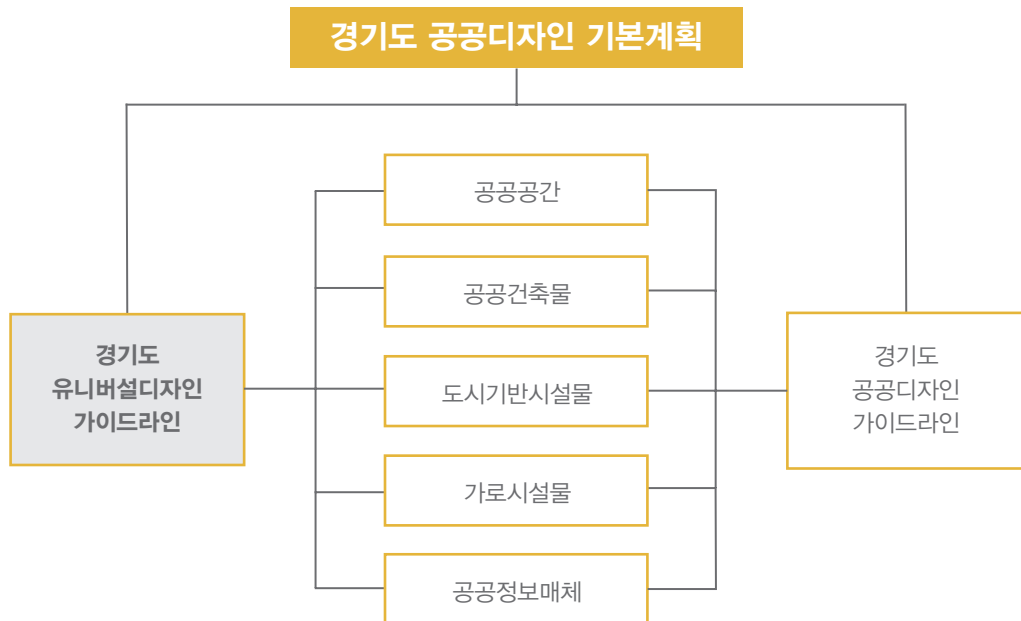 경기도 공공디자인 기본계획
공공공간
공공건축물
경기도
유니버설디자인
가이드라인
도시기반시설물
경기도
공공디자인
가이드라인
가로시설물
공공정보매체